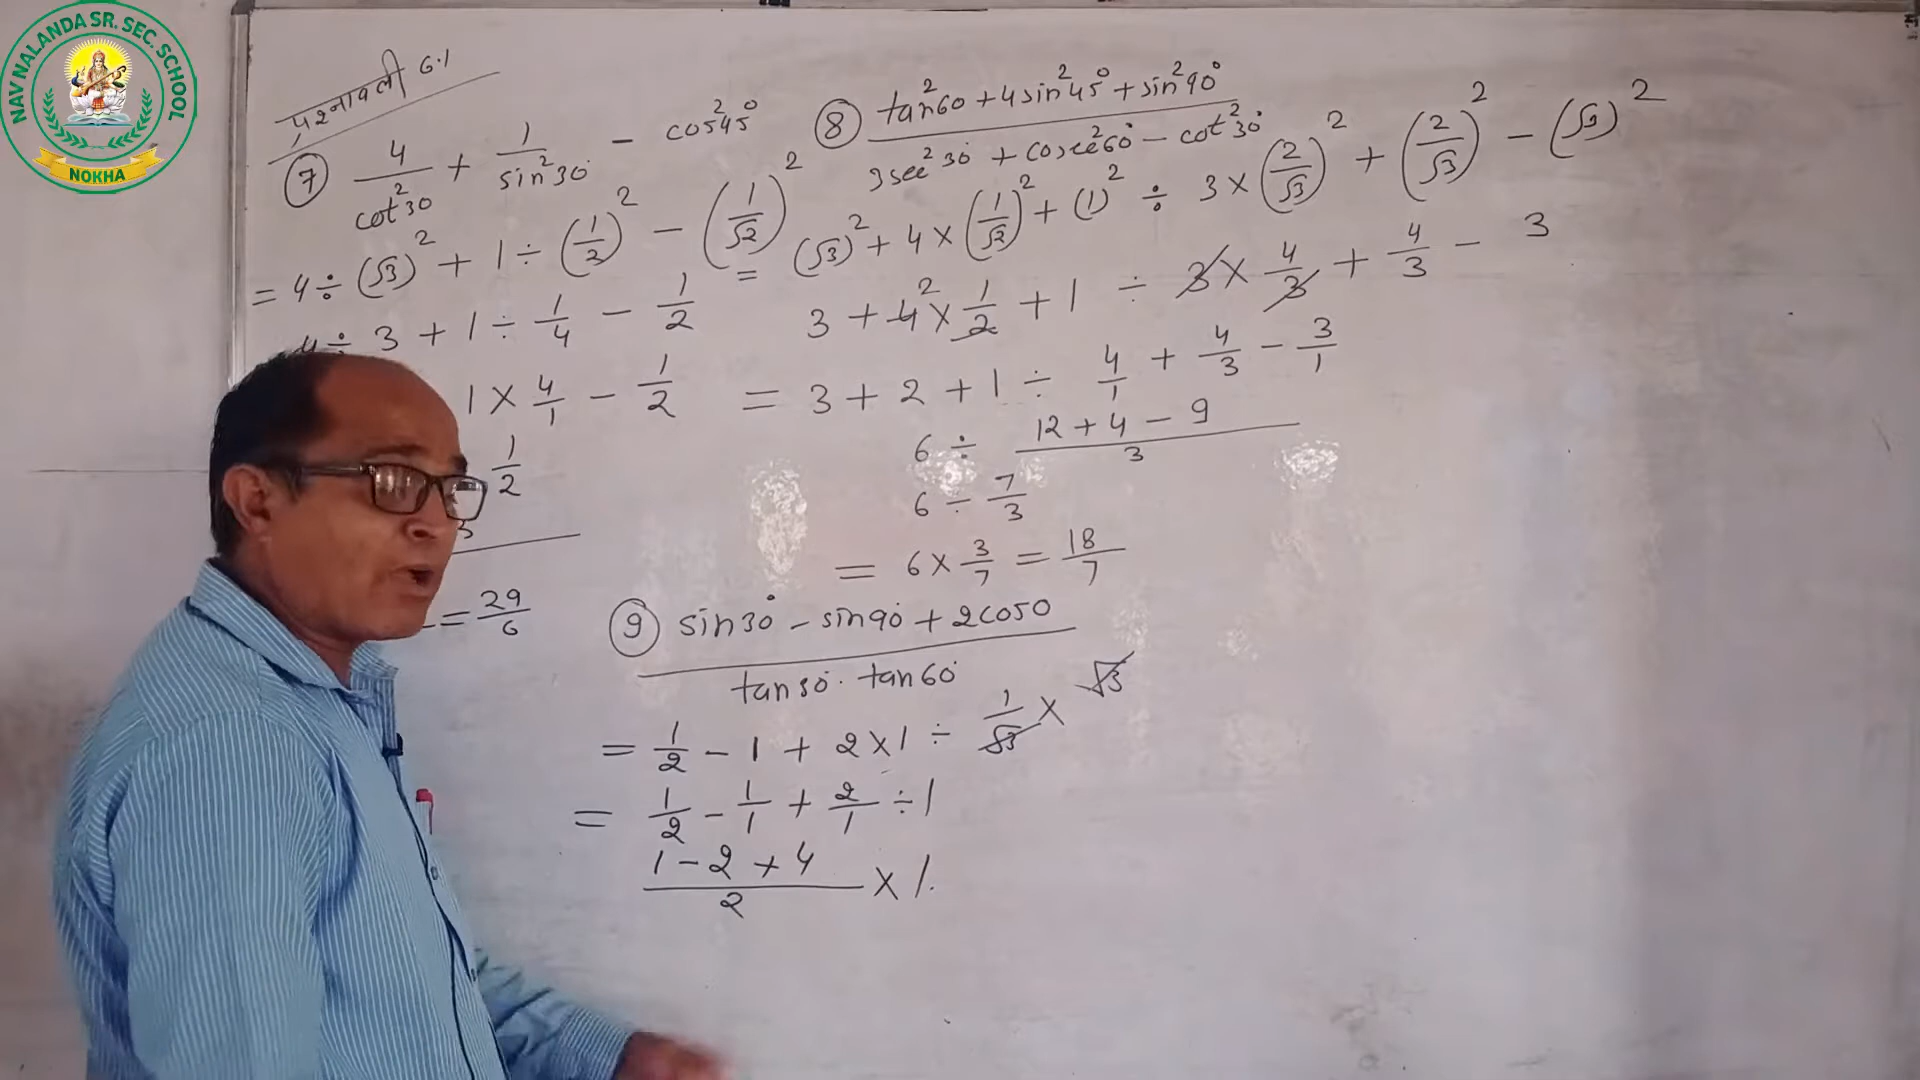 NAV NALANDA SR. SEC. SCHOOL
NOKHA
प्रश्नावली 6.1
⑦ 4/cot²30 + 1/sin²30° - cos²45°
= 4 ÷ (√3)² + 1 ÷ (1/2)² - (1/√2)²
4 ÷ 3 + 1 ÷ 1/4 - 1/2
1 × 4/1 - 1/2
1/2
= 29/6
⑧ tan²60 + 4sin²45° + sin²90° / 3sec²30 + cosec²60° - cot²30°
= (√3)² + 4 × (1/√2)² + (1)² ÷ 3 × (2/√3)² + (2/√3)² - (√3)²
3 + 4² × 1/2 + 1 ÷ 3 × 4/3 + 4/3 - 3
= 3 + 2 + 1 ÷ 4/1 + 4/3 - 3/1
6 ÷ 12 + 4 - 9 / 3
6 ÷ 7/3
= 6 × 3/7 = 18/7
⑨ sin30° - sin90° + 2cos0 / tan30° · tan60°
= 1/2 - 1 + 2 × 1 ÷ 1/√3 × √3
= 1/2 - 1/1 + 2/1 ÷ 1
1 - 2 + 4 / 2 × 1